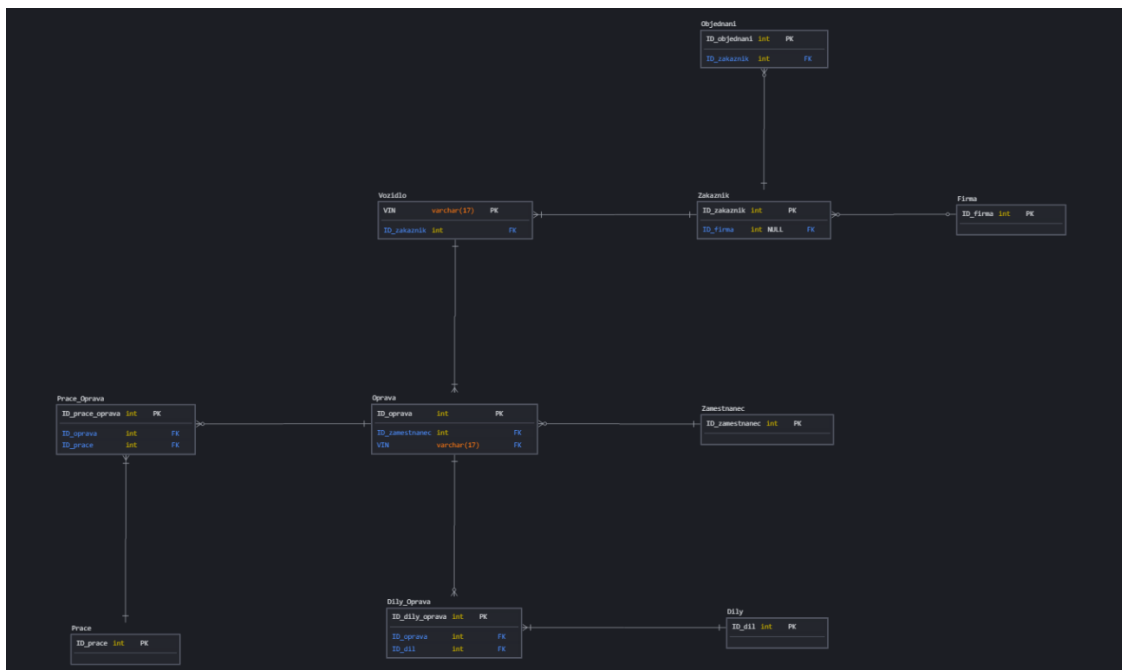 Objednani
ID_objednani int PK
ID_zakaznik int FK
Vozidlo
VIN varchar(17) PK
ID_zakaznik int FK
Zakaznik
ID_zakaznik int PK
ID_firma int NULL FK
Firma
ID_firma int PK
Prace_Oprava
ID_prace_oprava int PK
ID_oprava int FK
ID_prace int FK
Oprava
ID_oprava int PK
ID_zamestnanec int FK
VIN varchar(17) FK
Zamestnanec
ID_zamestnanec int PK
Prace
ID_prace int PK
Dily_Oprava
ID_dily_oprava int PK
ID_oprava int FK
ID_dil int FK
Dily
ID_dil int PK